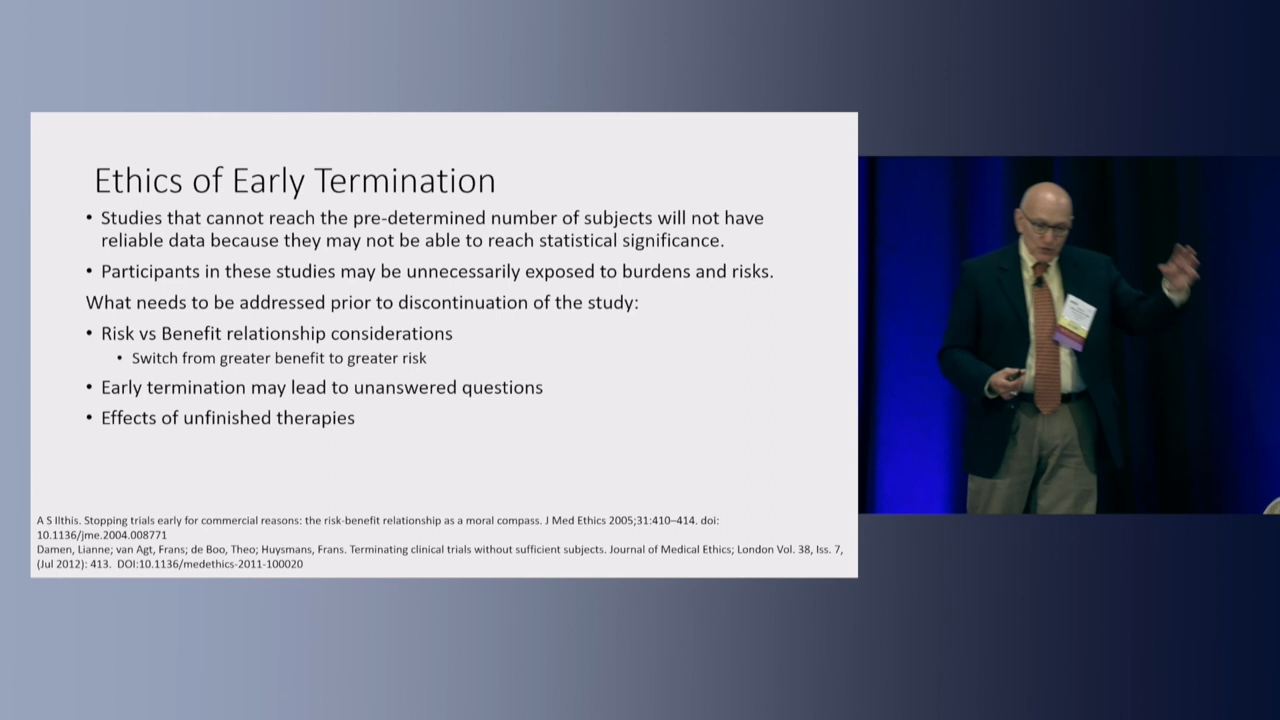 Ethics of Early Termination
• Studies that cannot reach the pre-determined number of subjects will not have
reliable data because they may not be able to reach statistical significance.
• Participants in these studies may be unnecessarily exposed to burdens and risks.
What needs to be addressed prior to discontinuation of the study:
• Risk vs Benefit relationship considerations
• Switch from greater benefit to greater risk
• Early termination may lead to unanswered questions
• Effects of unfinished therapies
A S Ilthis. Stopping trials early for commercial reasons: the risk-benefit relationship as a moral compass. J Med Ethics 2005;31:410–414. doi:
10.1136/jme.2004.008771
Damen, Lianne; van Agt, Frans; de Boo, Theo; Huysmans, Frans. Terminating clinical trials without sufficient subjects. Journal of Medical Ethics; London Vol. 38, Iss. 7,
(Jul 2012): 413. DOI:10.1136/medethics-2011-100020